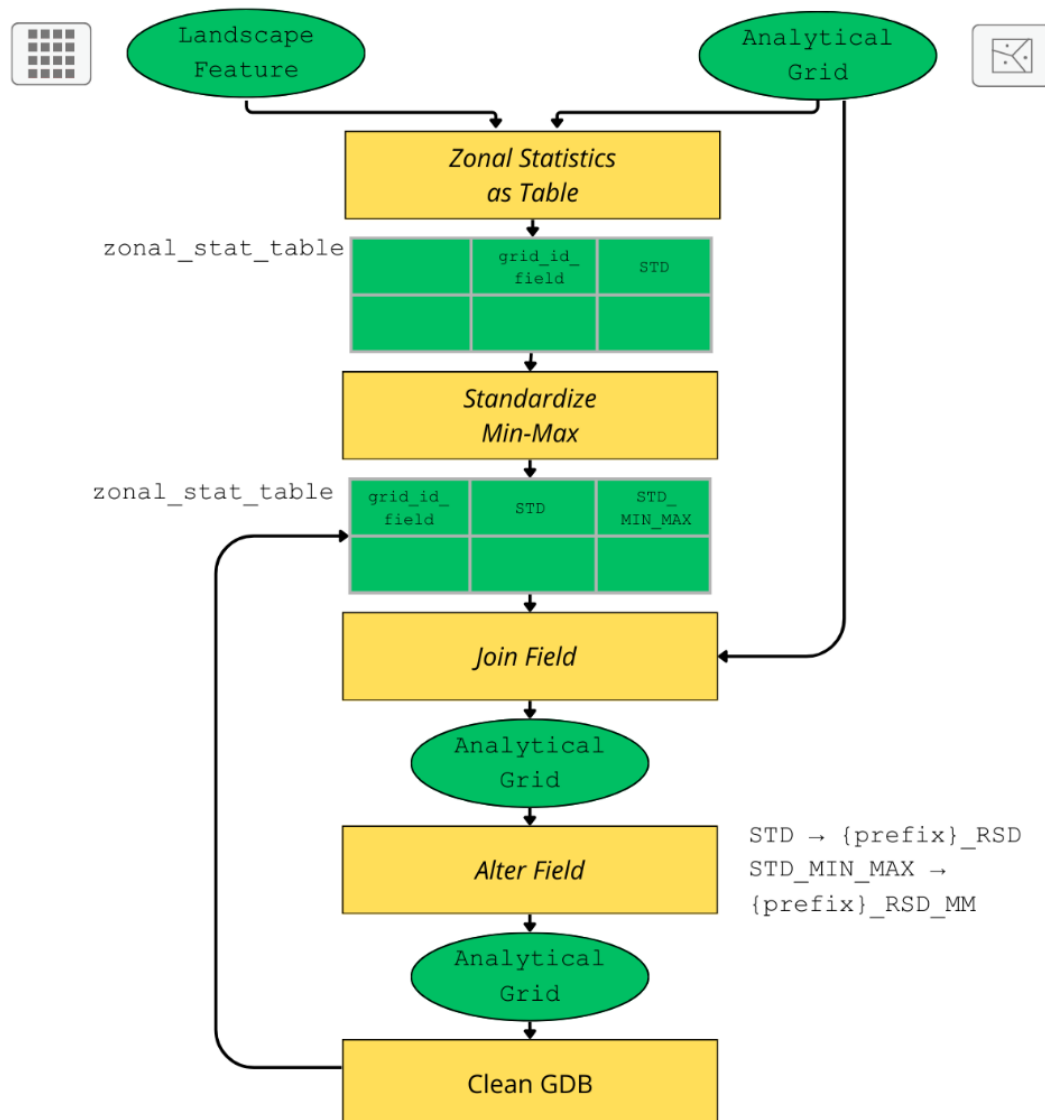 Landscape
Feature
Analytical
Grid
Zonal Statistics
as Table
zonal_stat_table
grid_id_
field
STD
Standardize
Min-Max
zonal_stat_table
grid_id_
field
STD
STD_
MIN_MAX
Join Field
Analytical
Grid
Alter Field
STD → {prefix}_RSD
STD_MIN_MAX →
{prefix}_RSD_MM
Analytical
Grid
Clean GDB